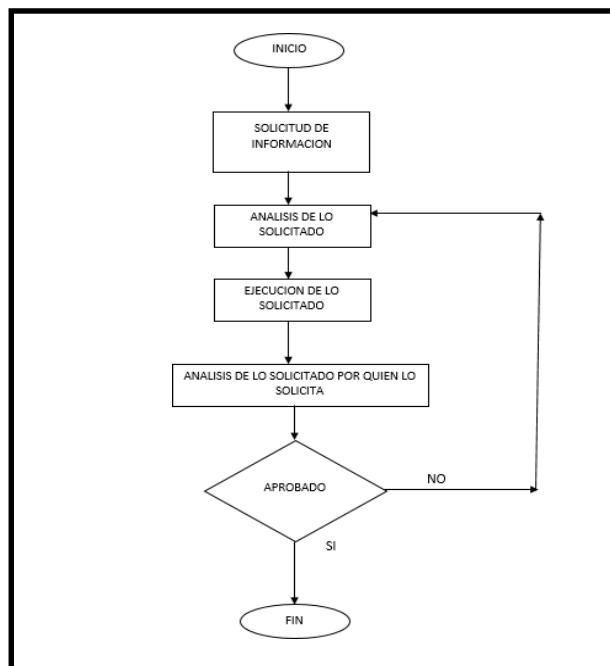 INICIO
SOLICITUD DE
INFORMACION
ANALISIS DE LO
SOLICITADO
EJECUCION DE LO
SOLICITADO
ANALISIS DE LO SOLICITADO POR QUIEN LO
SOLICITA
APROBADO
NO
SI
FIN